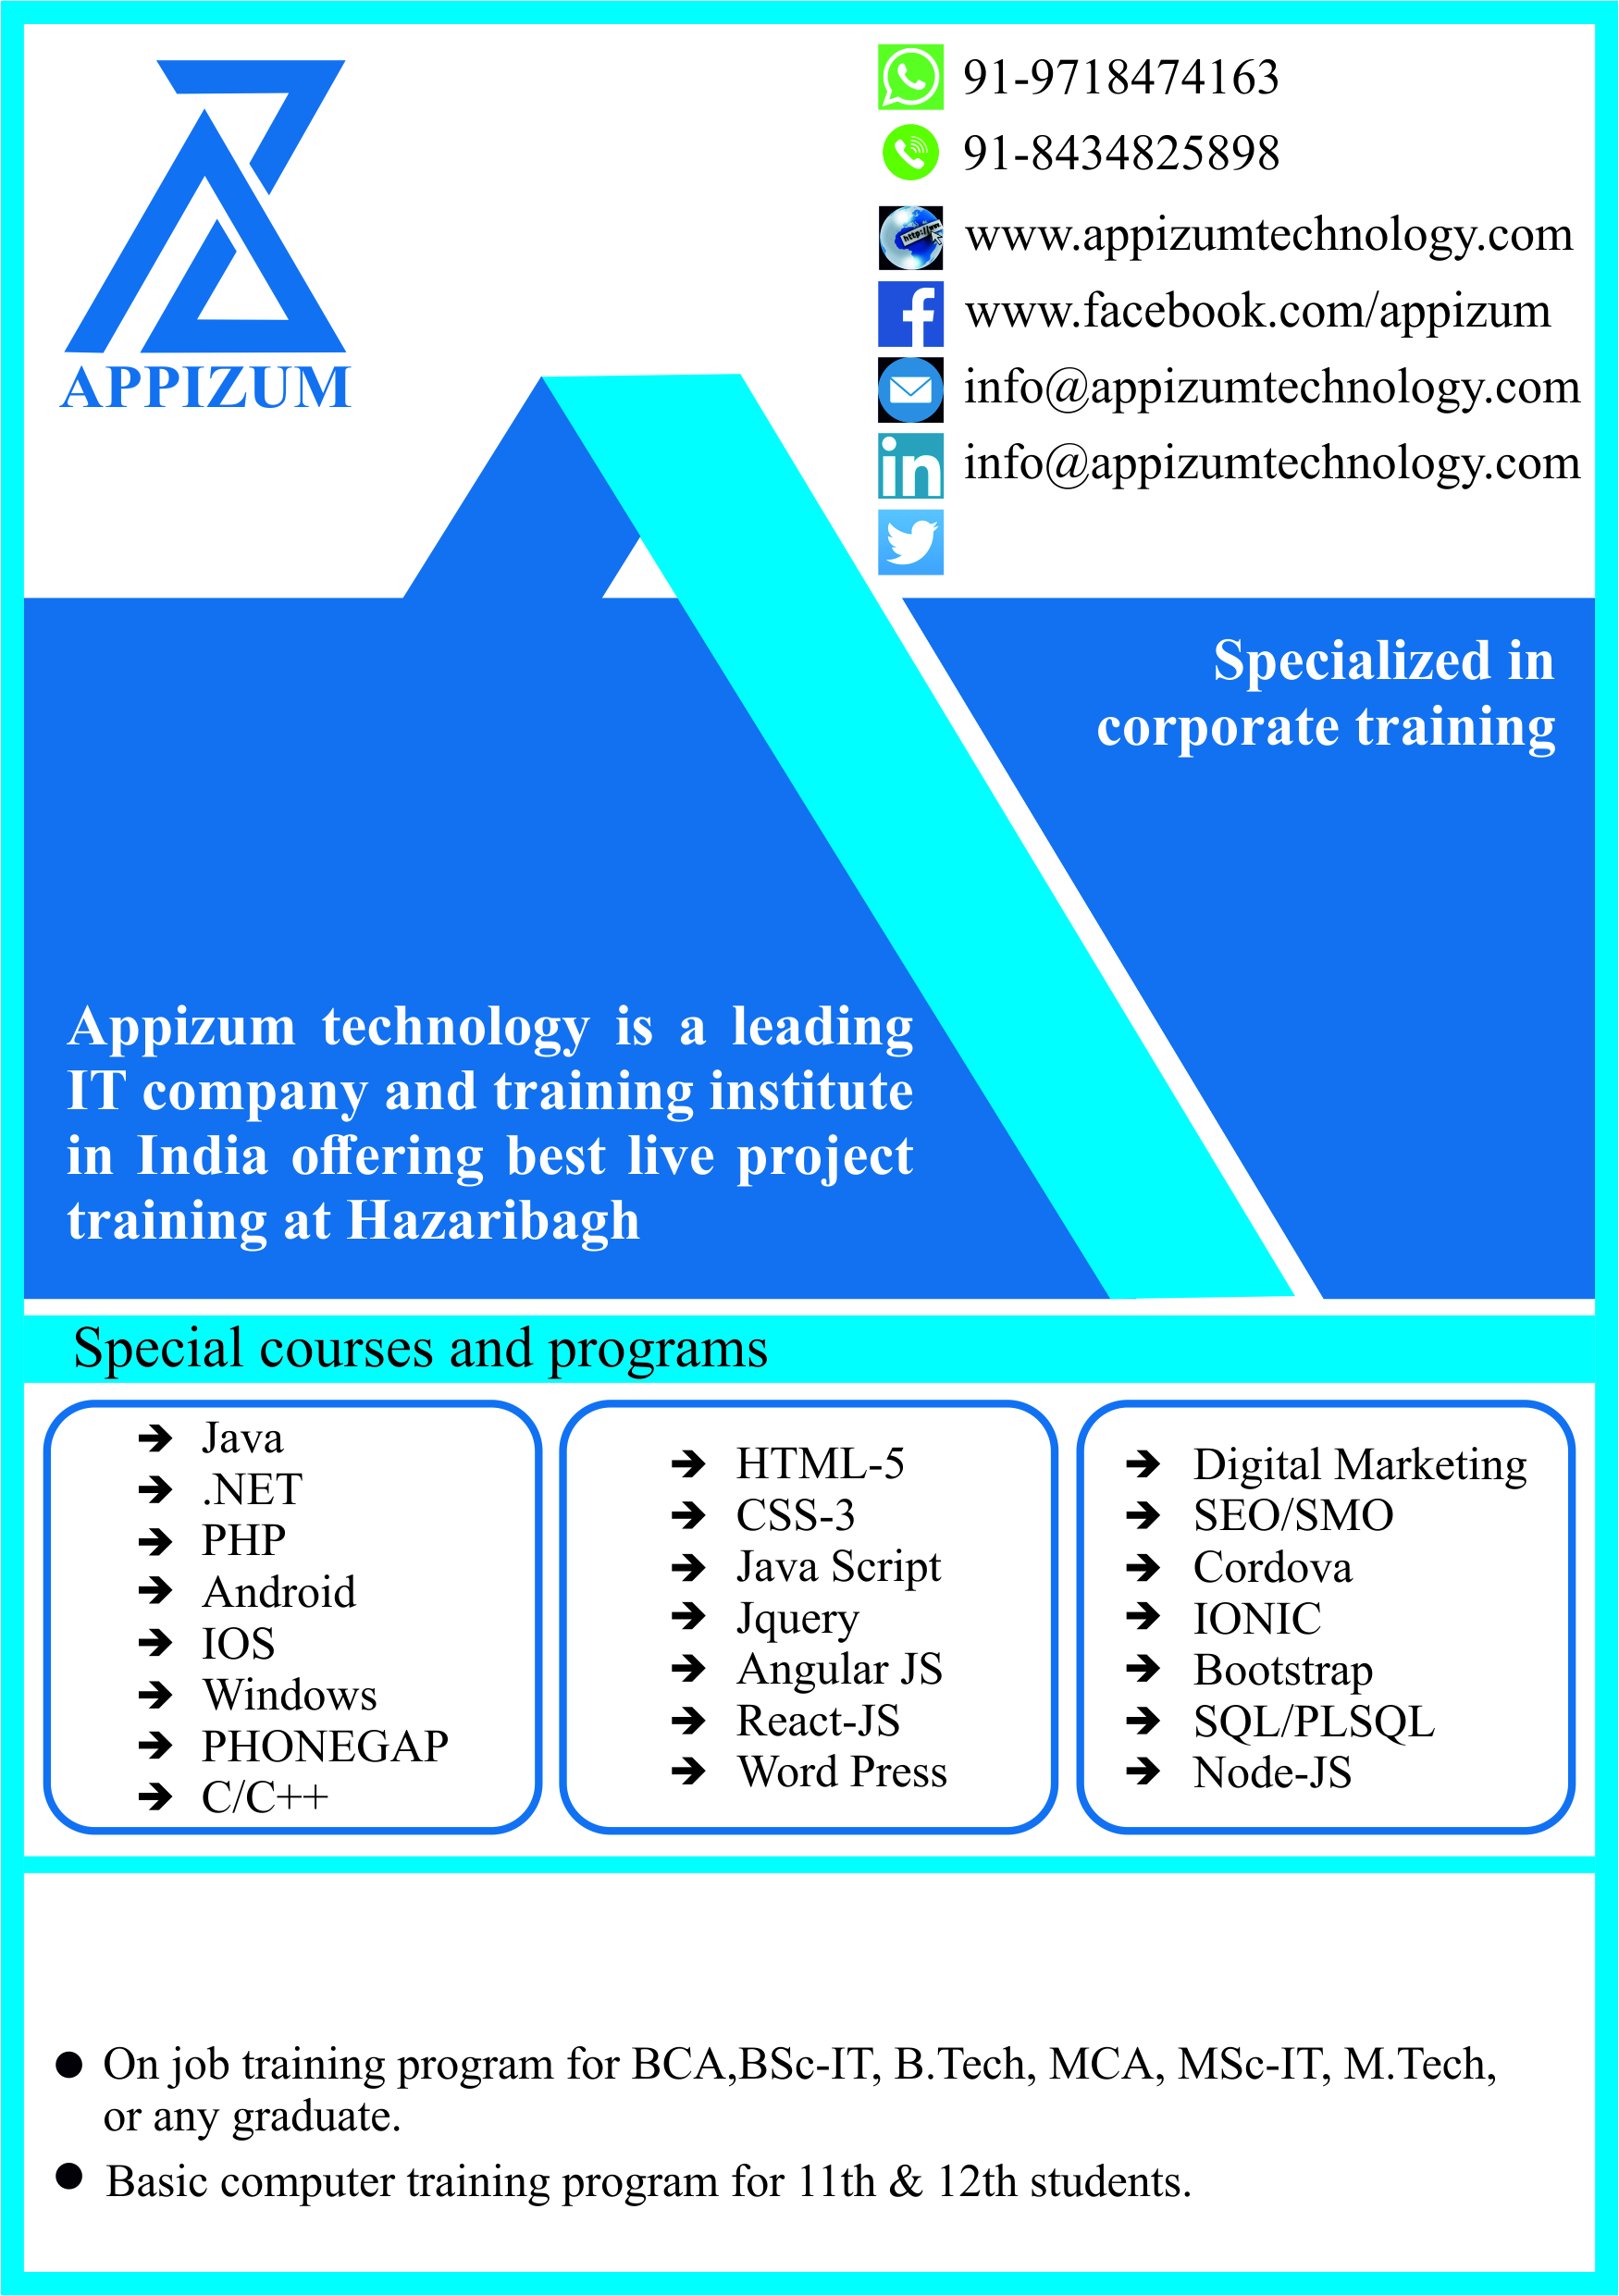 APPIZUM
91-9718474163
91-8434825898
http://www
www.appizumtechnology.com
www.facebook.com/appizum
info@appizumtechnology.com
in
info@appizumtechnology.com
Specialized in
corporate training
Appizum technology is a leading
IT company and training institute
in India offering best live project
training at Hazaribagh
Special courses and programs
Java
.NET
PHP
Android
IOS
Windows
PHONEGAP
C/C++
HTML-5
CSS-3
Java Script
Jquery
Angular JS
React-JS
Word Press
Digital Marketing
SEO/SMO
Cordova
IONIC
Bootstrap
SQL/PLSQL
Node-JS
On job training program for BCA,BSc-IT, B.Tech, MCA, MSc-IT, M.Tech,
or any graduate.
Basic computer training program for 11th & 12th students.